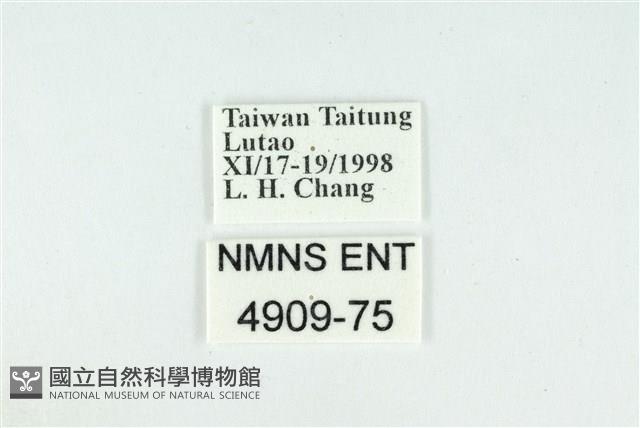 Taiwan Taitung
Lutao
XI/17-19/1998
L. H. Chang
NMNS ENT
4909-75
國立自然科學博物館
NATIONAL MUSEUM OF NATURAL SCIENCE